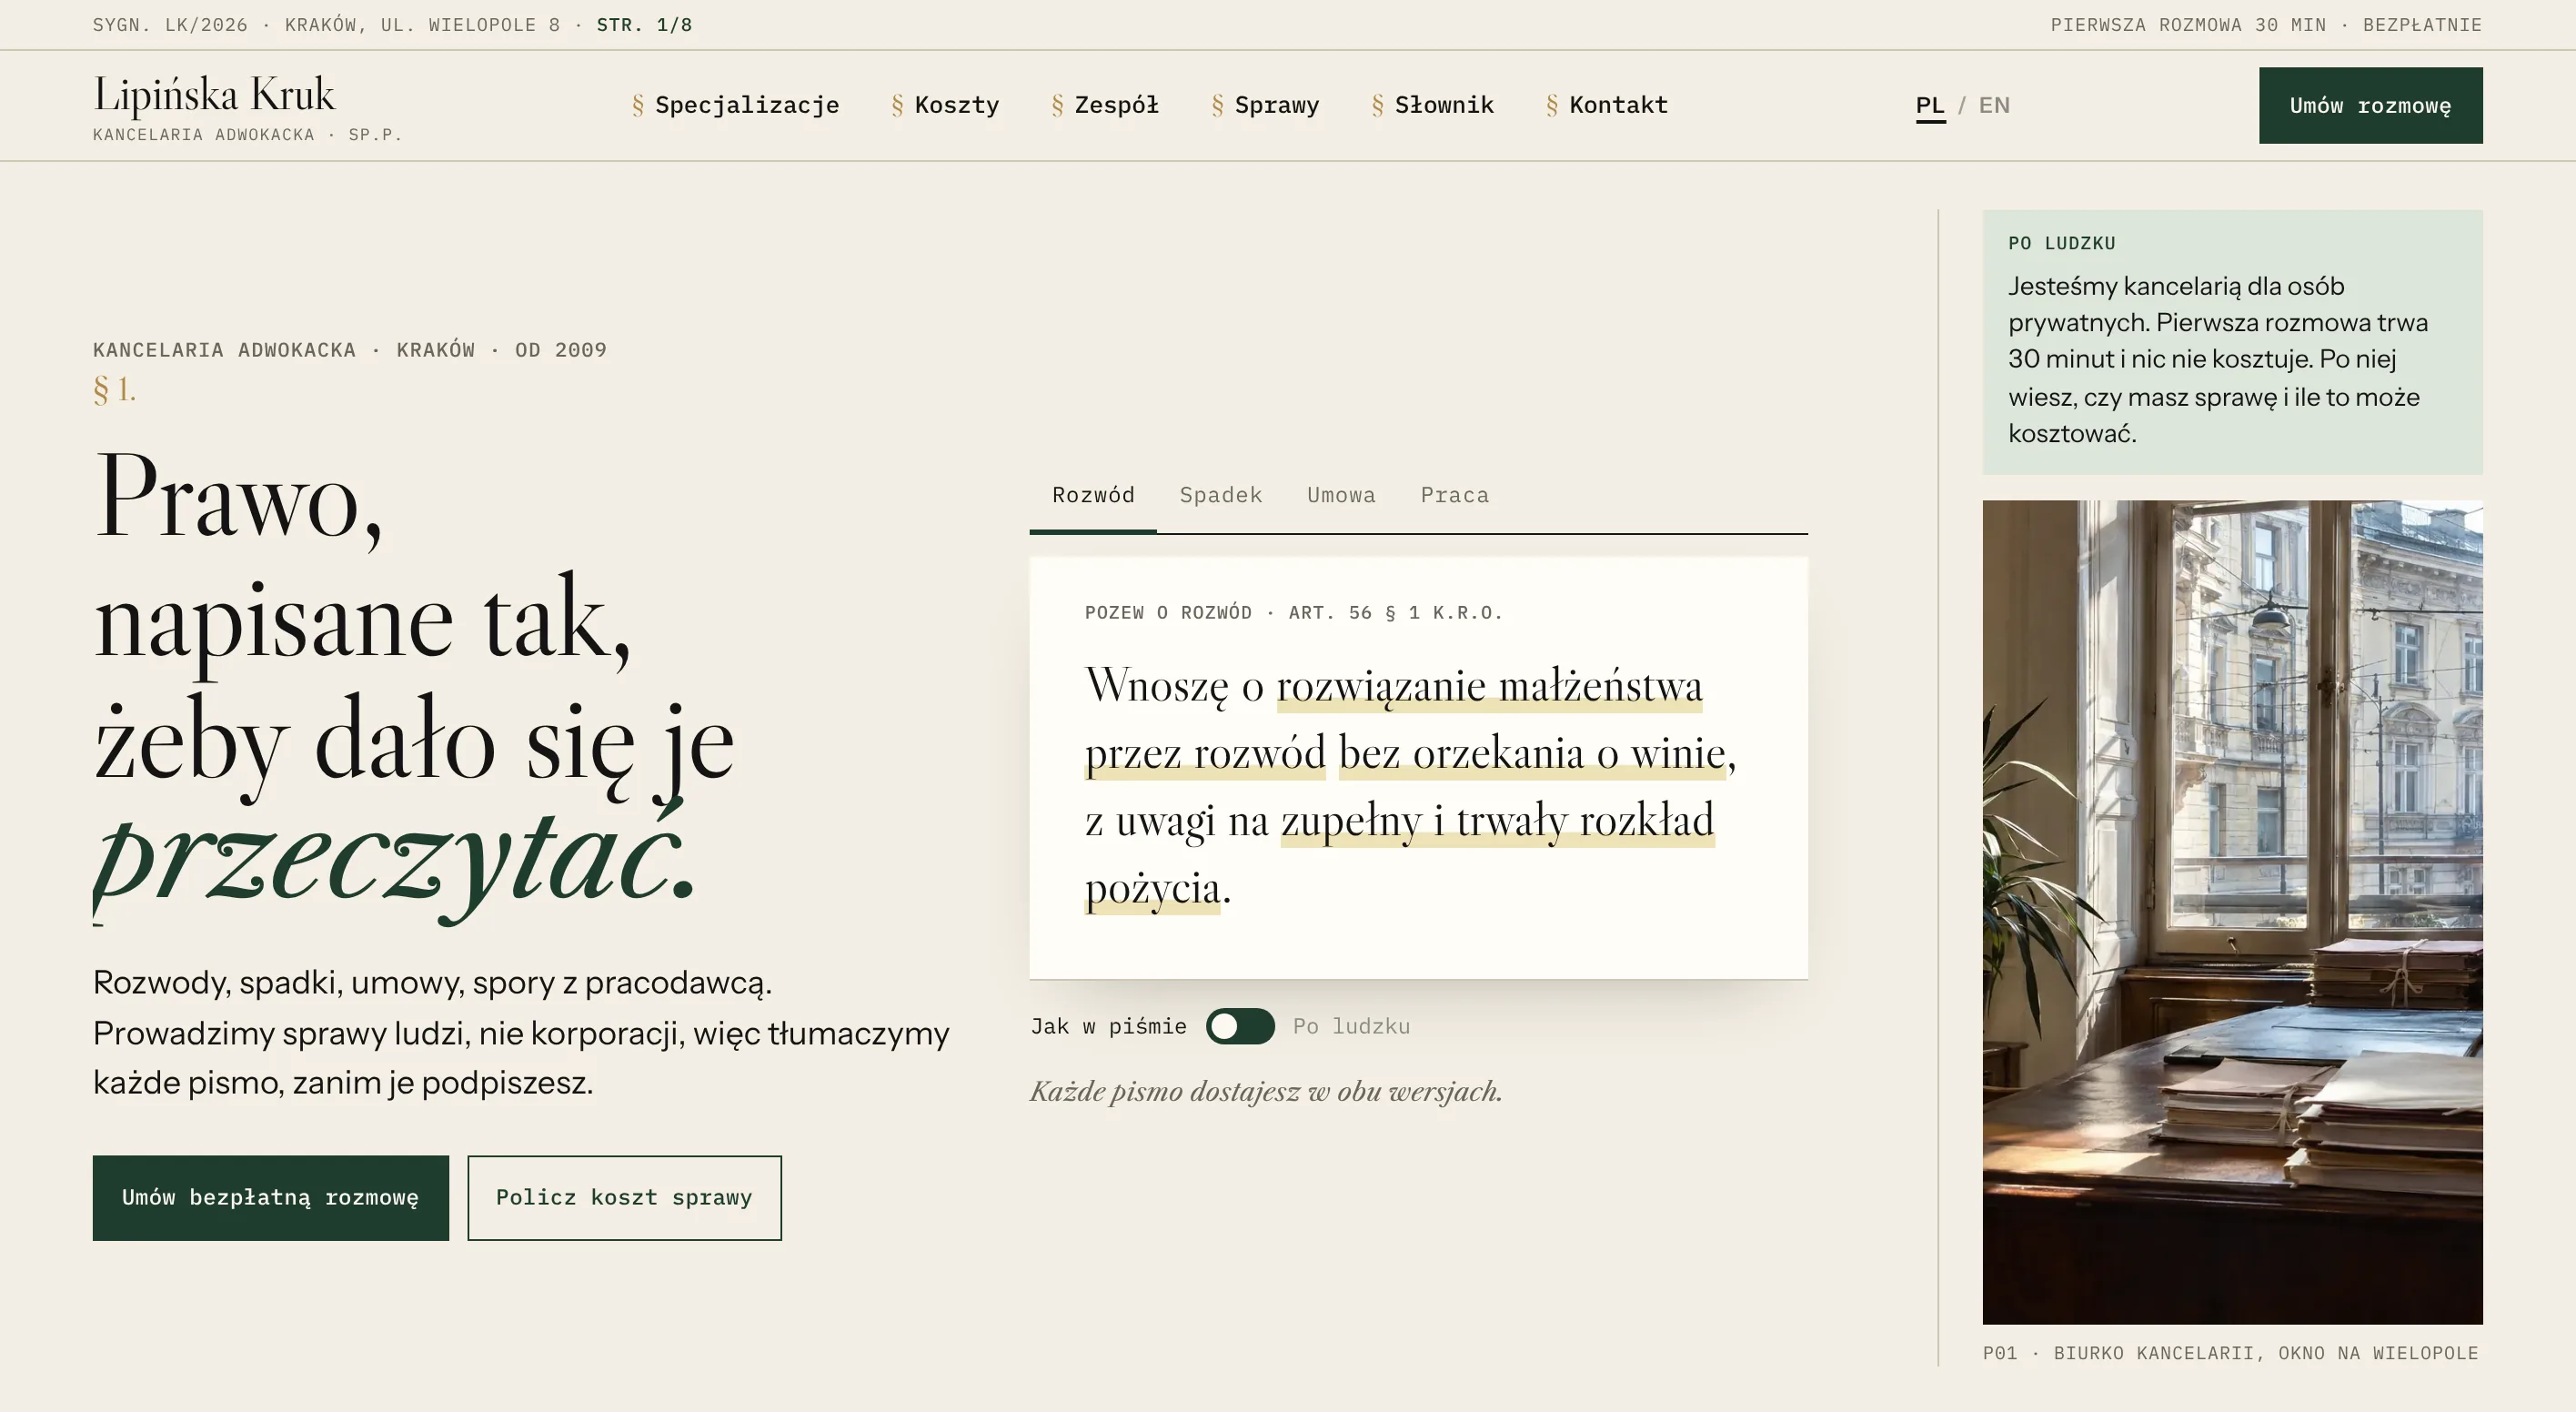 SYGN. LK/2026 · KRAKÓW, UL. WIELOPOLE 8 · STR. 1/8
PIERWSZA ROZMOWA 30 MIN · BEZPŁATNIE
Lipińska Kruk
KANCELARIA ADWOKACKA · SP.P.
§ Specjalizacje § Koszty § Zespół § Sprawy § Słownik § Kontakt
PL / EN
Umów rozmowę
KANCELARIA ADWOKACKA · KRAKÓW · OD 2009
§ 1.
Prawo,
napisane tak,
żeby dało się je
przeczytać.
Rozwody, spadki, umowy, spory z pracodawcą.
Prowadzimy sprawy ludzi, nie korporacji, więc tłumaczymy
każde pismo, zanim je podpiszesz.
Umów bezpłatną rozmowę
Policz koszt sprawy
Rozwód Spadek Umowa Praca
POZEW O ROZWÓD · ART. 56 § 1 K.R.O.
Wnoszę o rozwiązanie małżeństwa
przez rozwód bez orzekania o winie,
z uwagi na zupełny i trwały rozkład
pożycia.
Jak w piśmie Po ludzku
Każde pismo dostajesz w obu wersjach.
PO LUDZKU
Jesteśmy kancelarią dla osób
prywatnych. Pierwsza rozmowa trwa
30 minut i nic nie kosztuje. Po niej
wiesz, czy masz sprawę i ile to może
kosztować.
P01 · BIURKO KANCELARII, OKNO NA WIELOPOLE